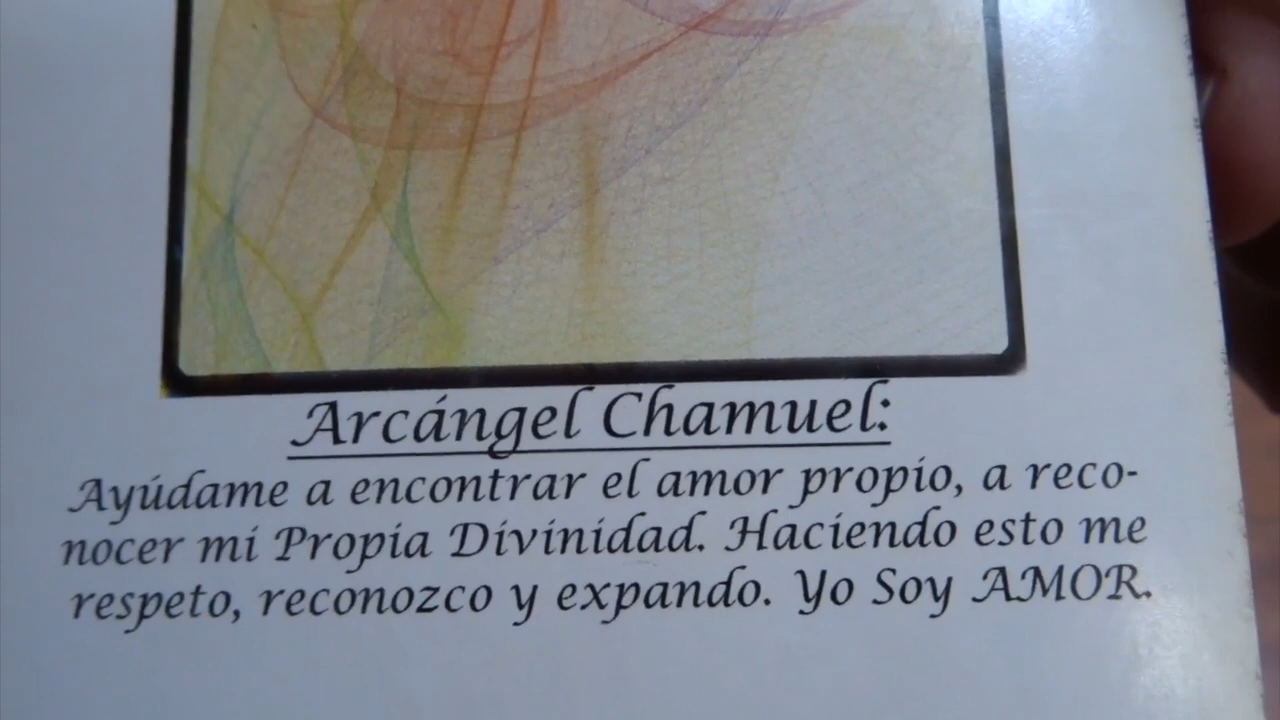 Arcángel Chamuel:
Ayúdame a encontrar el amor propio, a reco-
nocer mi Propia Divinidad. Haciendo esto me
respeto, reconozco y expando. Yo Soy AMOR.